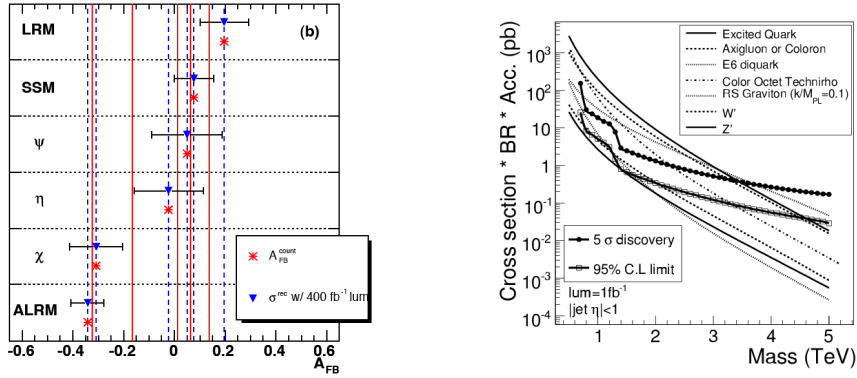 LRM
(b)
SSM
ψ
η
χ
ALRM
A_FB^count
σ^rec w/ 400 fb^-1 lum
-0.6 -0.4 -0.2 0 0.2 0.4 0.6
A_FB
Cross section * BR * Acc. (pb)
10^3
10^2
10
1
10^-1
10^-2
10^-3
10^-4
Excited Quark
Axigluon or Coloron
E6 diquark
Color Octet Technirho
RS Graviton (k/M_PL=0.1)
W'
Z'
5 σ discovery
95% C.L limit
lum=1fb^-1
|jet η|<1
1 2 3 4 5
Mass (TeV)